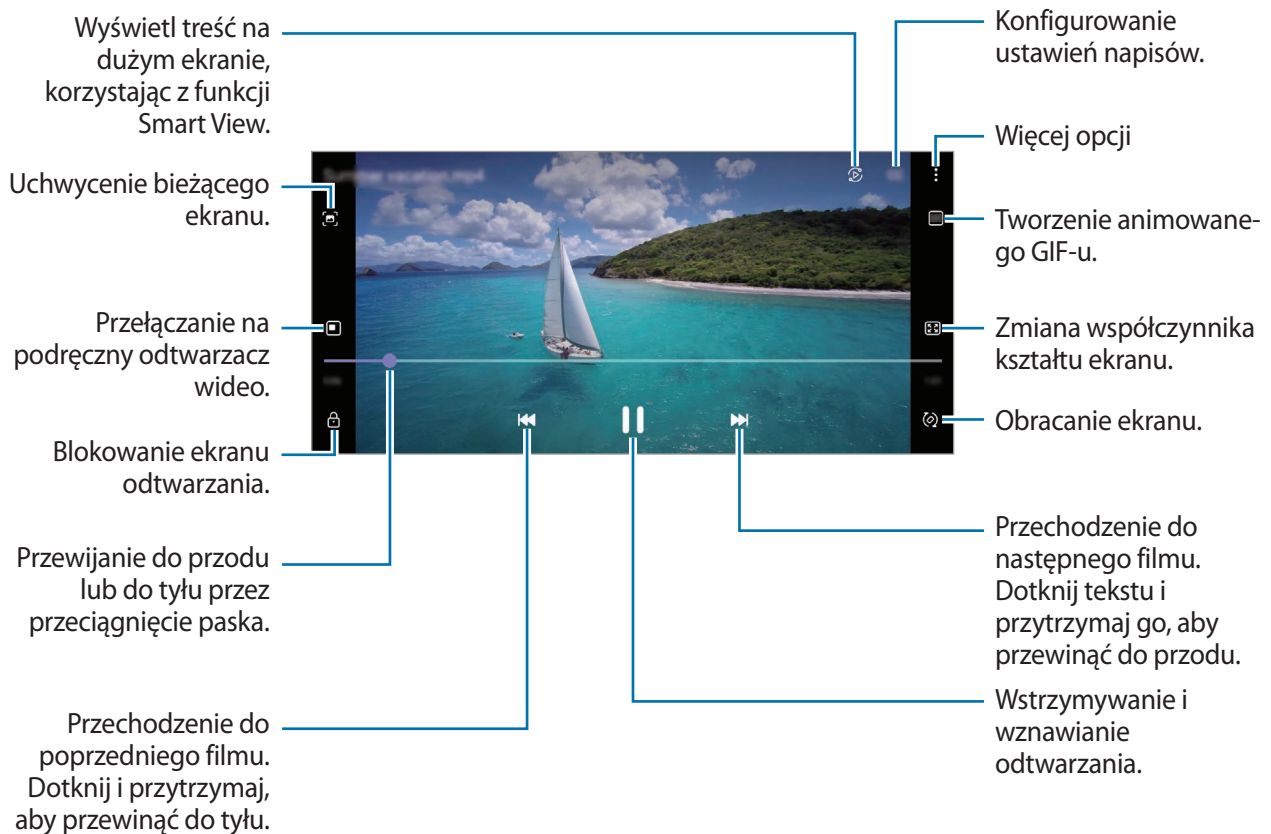 Wyświetl treść na
dużym ekranie,
korzystając z funkcji
Smart View.
Uchwycenie bieżącego
ekranu.
Przełączanie na
podręczny odtwarzacz
wideo.
Blokowanie ekranu
odtwarzania.
Przewijanie do przodu
lub do tyłu przez
przeciągnięcie paska.
Przechodzenie do
poprzedniego filmu.
Dotknij i przytrzymaj,
aby przewinąć do tyłu.
Konfigurowanie
ustawień napisów.
Więcej opcji
Tworzenie animowane-
go GIF-u.
Zmiana współczynnika
kształtu ekranu.
Obracanie ekranu.
Przechodzenie do
następnego filmu.
Dotknij tekstu i
przytrzymaj go, aby
przewinąć do przodu.
Wstrzymywanie i
wznawianie
odtwarzania.